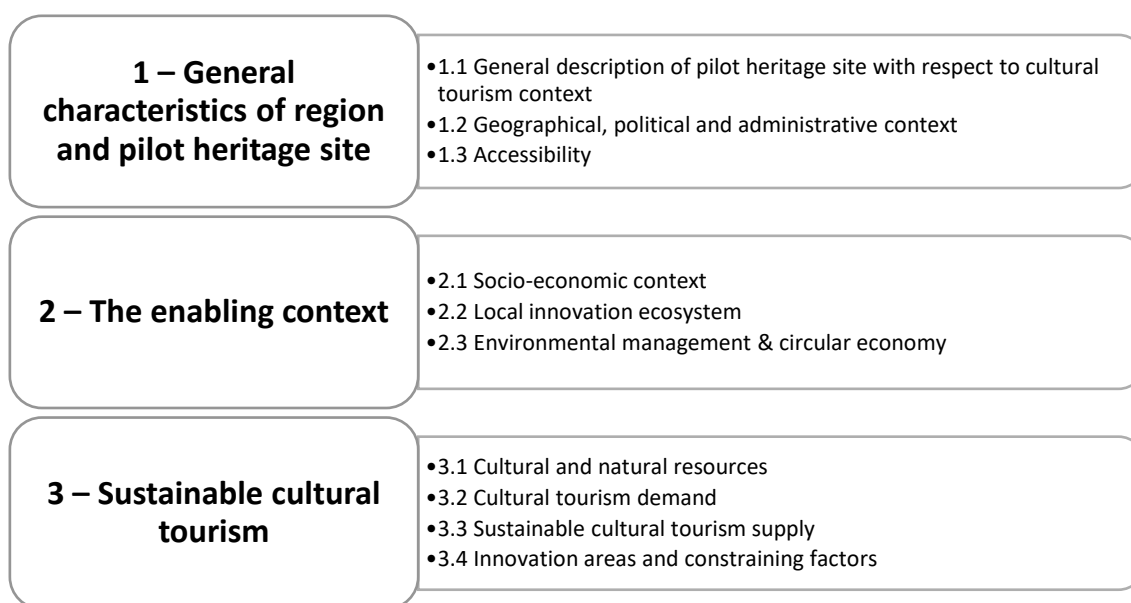 1 – General
characteristics of region
and pilot heritage site
•1.1 General description of pilot heritage site with respect to cultural
tourism context
•1.2 Geographical, political and administrative context
•1.3 Accessibility
2 – The enabling context
•2.1 Socio-economic context
•2.2 Local innovation ecosystem
•2.3 Environmental management & circular economy
3 – Sustainable cultural
tourism
•3.1 Cultural and natural resources
•3.2 Cultural tourism demand
•3.3 Sustainable cultural tourism supply
•3.4 Innovation areas and constraining factors